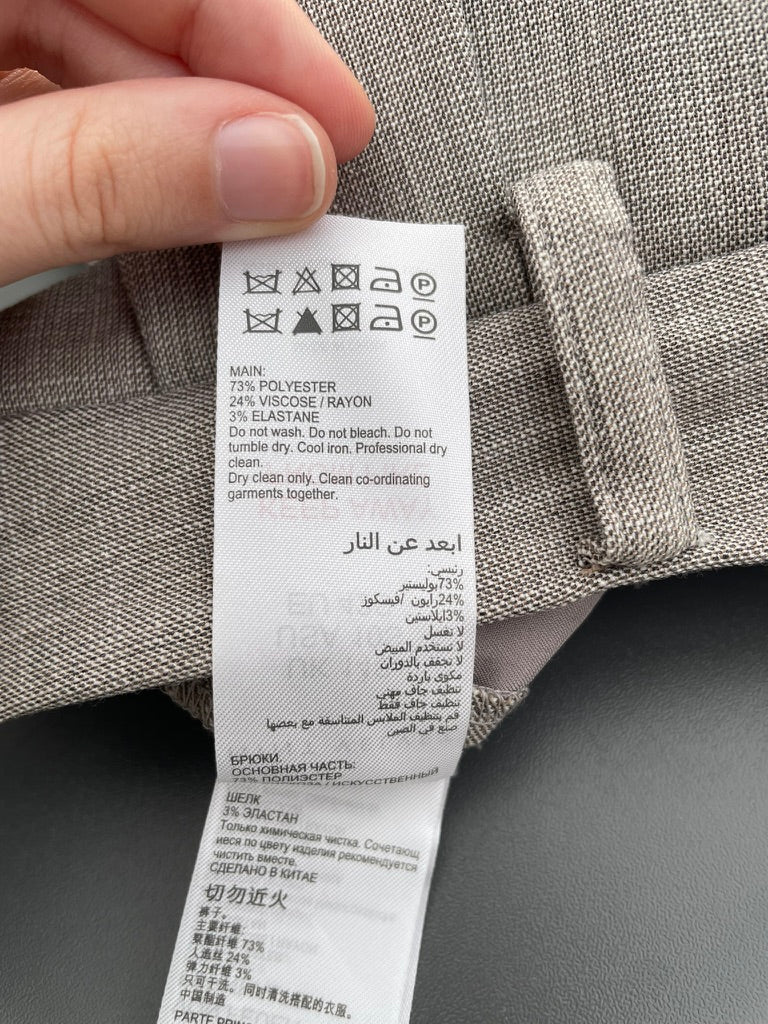 P
P
MAIN:
73% POLYESTER
24% VISCOSE / RAYON
3% ELASTANE
Do not wash. Do not bleach. Do not
tumble dry. Cool iron. Professional dry
clean.
Dry clean only. Clean co-ordinating
garments together.
ابعد عن النار
رئيسي:
73%بوليستير
24%رايون /فيسكوز
3%ايلاستين
لا تغسل
لا تستخدم المبيض
لا تجفف بالدوران
مكوى باردة
تنظيف جاف مهني
تنظيف جاف فقط
قم بتنظيف الملابس المتناسقة مع بعضها
صنع في الصين
БРЮКИ.
ОСНОВНАЯ ЧАСТЬ:
73% ПОЛИЭСТЕР
/ ИСКУССТВЕННЫЙ
ШЕЛК
3% ЭЛАСТАН
Только химическая чистка. Сочетающ
иеся по цвету изделия рекомендуется
чистить вместе.
СДЕЛАНО В КИТАЕ
切勿近火
裤子。
主要纤维:
聚酯纤维 73%
人造丝 24%
弹力纤维 3%
只可干洗。 同时清洗搭配的衣服。
中国制造
PARTE